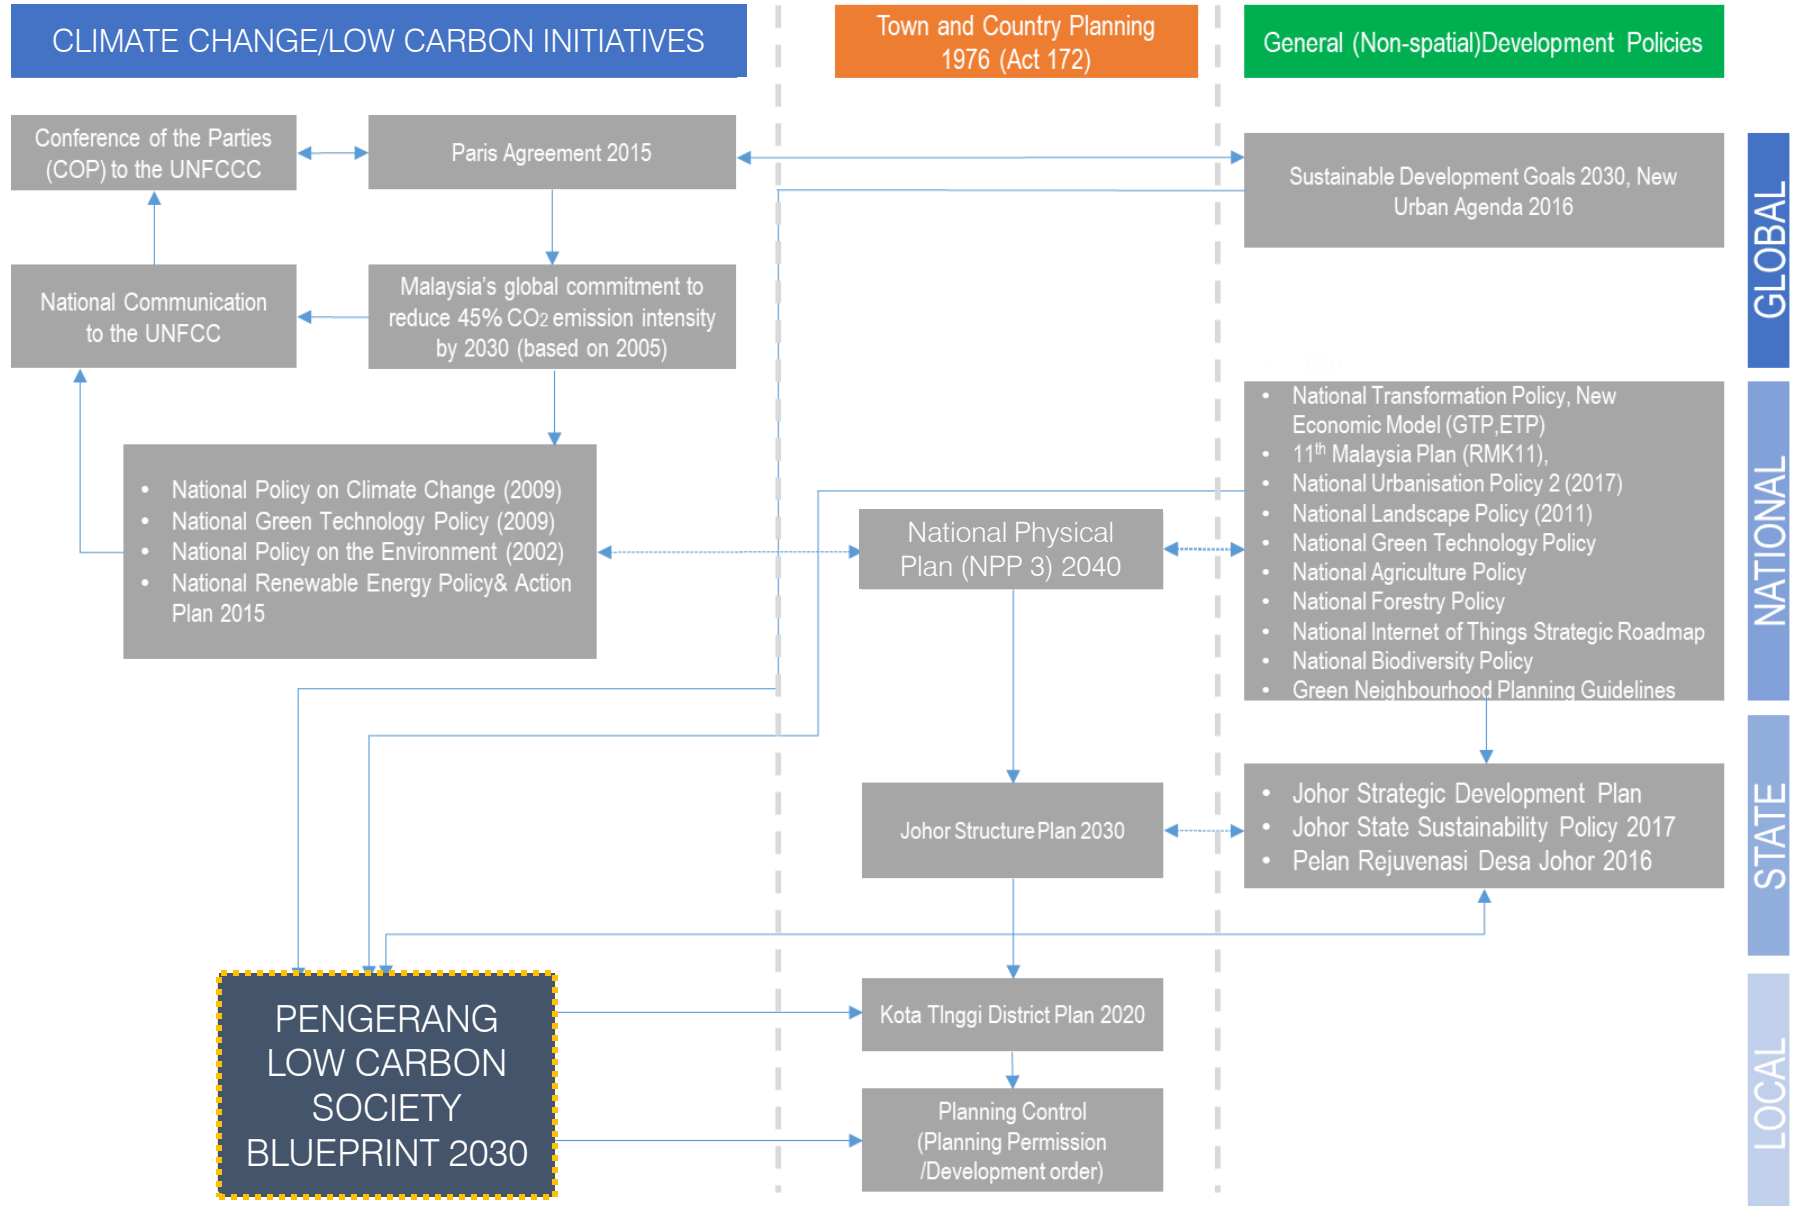 CLIMATE CHANGE/LOW CARBON INITIATIVES
Town and Country Planning
1976 (Act 172)
General (Non-spatial)Development Policies
Conference of the Parties
(COP) to the UNFCCC
Paris Agreement 2015
Sustainable Development Goals 2030, New
Urban Agenda 2016
GLOBAL
National Communication
to the UNFCC
Malaysia's global commitment to
reduce 45% CO2 emission intensity
by 2030 (based on 2005)
• National Policy on Climate Change (2009)
• National Green Technology Policy (2009)
• National Policy on the Environment (2002)
• National Renewable Energy Policy& Action
Plan 2015
National Physical
Plan (NPP 3) 2040
• National Transformation Policy, New
Economic Model (GTP,ETP)
• 11th Malaysia Plan (RMK11),
• National Urbanisation Policy 2 (2017)
• National Landscape Policy (2011)
• National Green Technology Policy
• National Agriculture Policy
• National Forestry Policy
• National Internet of Things Strategic Roadmap
• National Biodiversity Policy
• Green Neighbourhood Planning Guidelines
NATIONAL
Johor Structure Plan 2030
• Johor Strategic Development Plan
• Johor State Sustainability Policy 2017
• Pelan Rejuvenasi Desa Johor 2016
STATE
PENGERANG
LOW CARBON
SOCIETY
BLUEPRINT 2030
Kota TInggi District Plan 2020
Planning Control
(Planning Permission
/Development order)
LOCAL